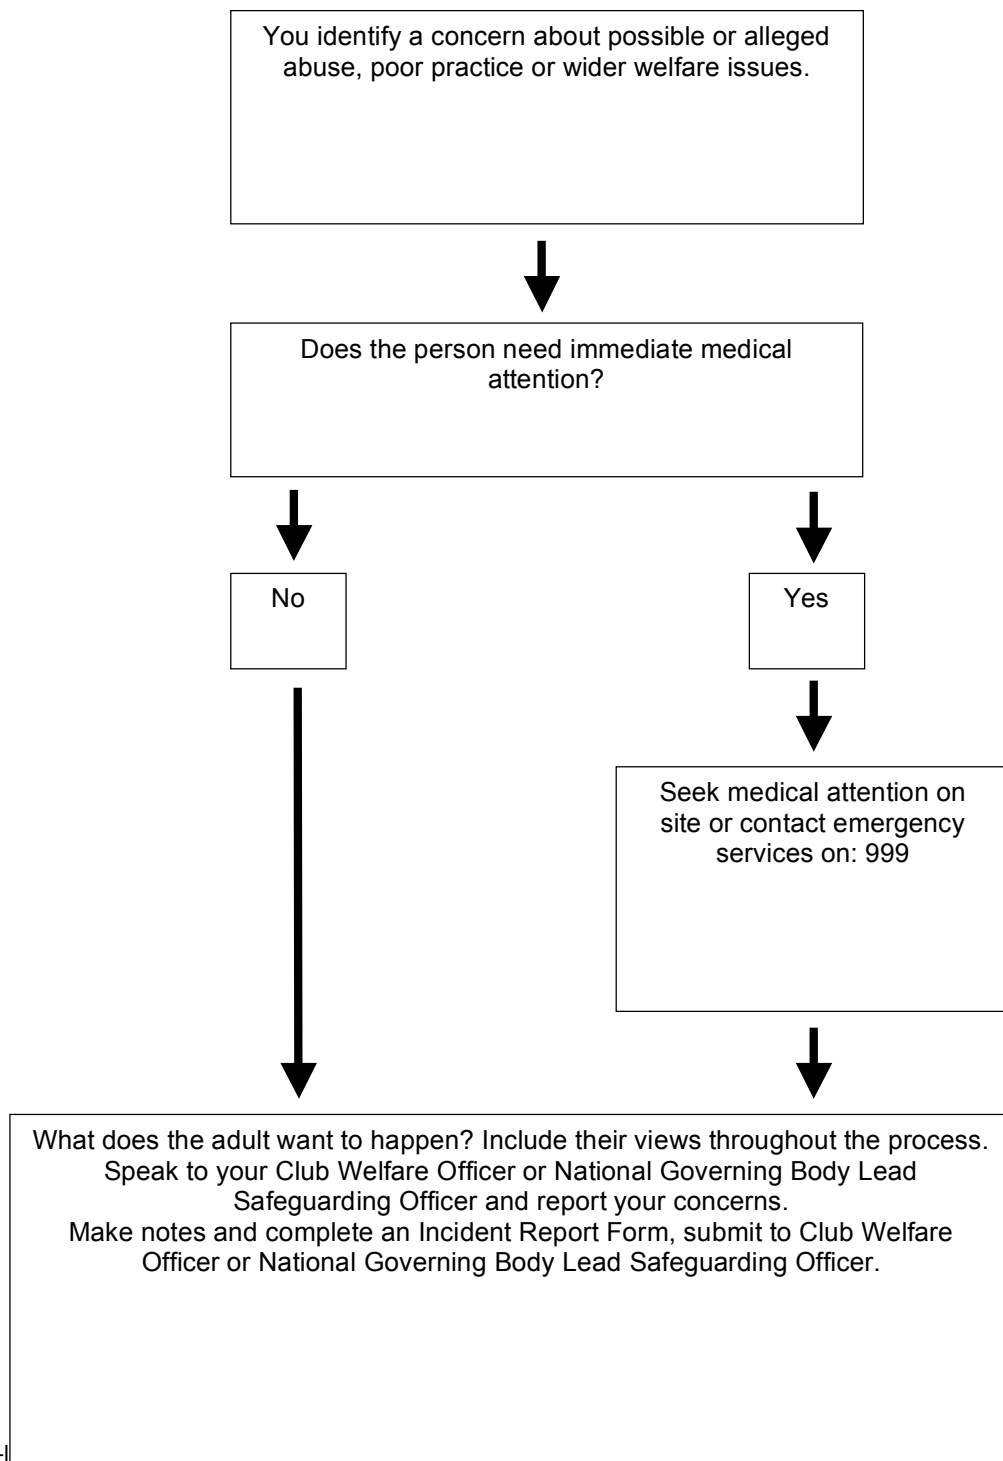 You identify a concern about possible or alleged
abuse, poor practice or wider welfare issues.
Does the person need immediate medical
attention?
No
Yes
Seek medical attention on
site or contact emergency
services on: 999
What does the adult want to happen? Include their views throughout the process.
Speak to your Club Welfare Officer or National Governing Body Lead
Safeguarding Officer and report your concerns.
Make notes and complete an Incident Report Form, submit to Club Welfare
Officer or National Governing Body Lead Safeguarding Officer.